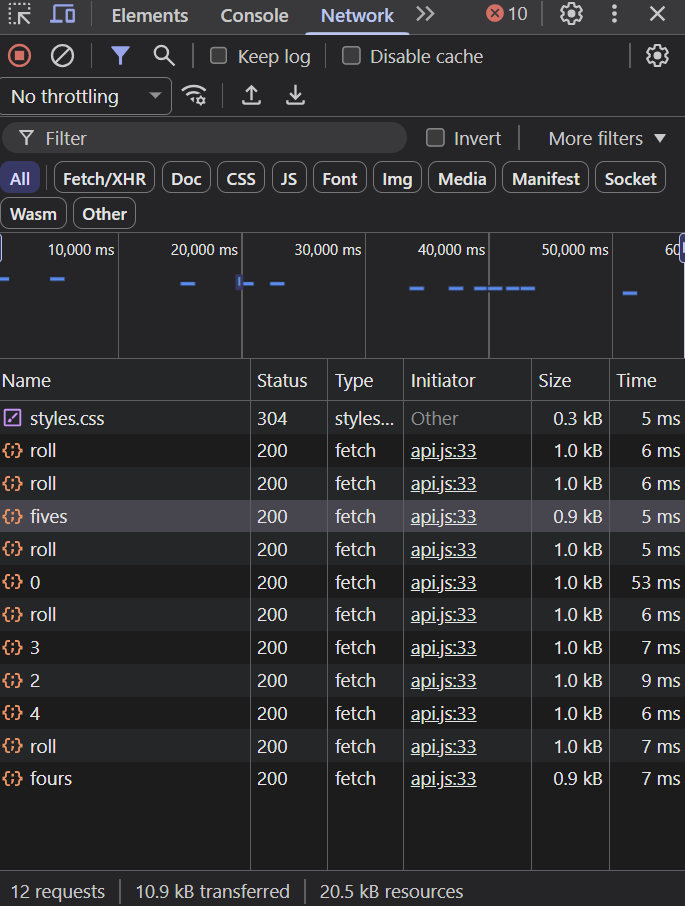 Elements Console Network 10
Keep log Disable cache
No throttling
Filter Invert More filters
All Fetch/XHR Doc CSS JS Font Img Media Manifest Socket
Wasm Other
10,000 ms 20,000 ms 30,000 ms 40,000 ms 50,000 ms 60
Name Status Type Initiator Size Time
styles.css 304 styles... Other 0.3 kB 5 ms
roll 200 fetch api.js:33 1.0 kB 6 ms
roll 200 fetch api.js:33 1.0 kB 6 ms
fives 200 fetch api.js:33 0.9 kB 5 ms
roll 200 fetch api.js:33 1.0 kB 5 ms
0 200 fetch api.js:33 1.0 kB 53 ms
roll 200 fetch api.js:33 1.0 kB 6 ms
3 200 fetch api.js:33 1.0 kB 7 ms
2 200 fetch api.js:33 1.0 kB 9 ms
4 200 fetch api.js:33 1.0 kB 6 ms
roll 200 fetch api.js:33 1.0 kB 7 ms
fours 200 fetch api.js:33 0.9 kB 7 ms
12 requests 10.9 kB transferred 20.5 kB resources